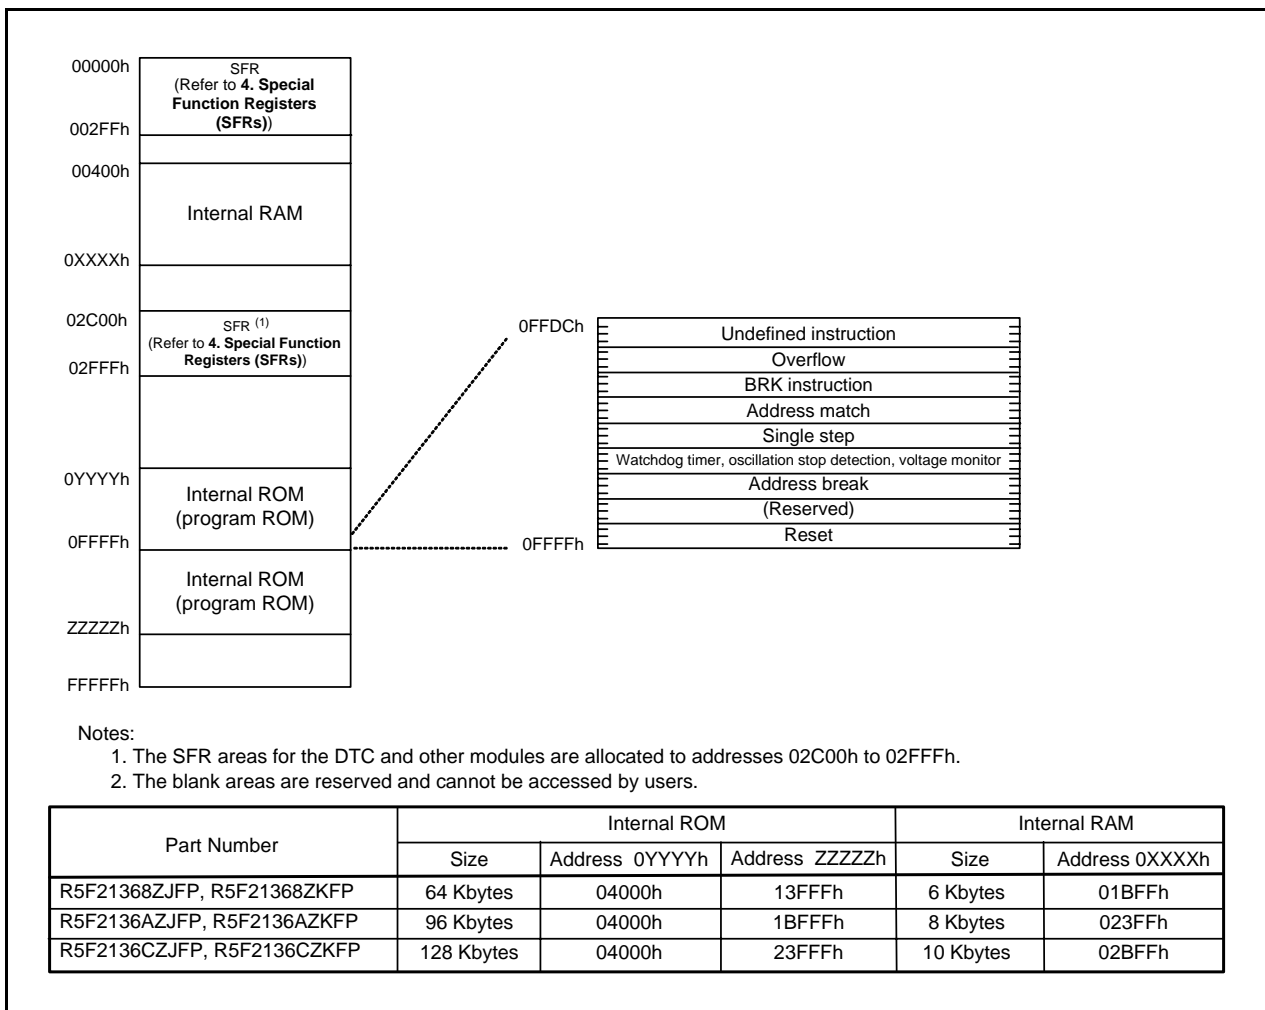 00000h
SFR
(Refer to 4. Special
Function Registers
(SFRs))
002FFh
00400h
Internal RAM
0XXXXh
02C00h
SFR (1)
(Refer to 4. Special Function
Registers (SFRs))
02FFFh
0YYYYh
Internal ROM
(program ROM)
0FFFFh
Internal ROM
(program ROM)
ZZZZZh
FFFFFh
0FFDCh
Undefined instruction
Overflow
BRK instruction
Address match
Single step
Watchdog timer, oscillation stop detection, voltage monitor
Address break
(Reserved)
Reset
0FFFFh
Notes:
1. The SFR areas for the DTC and other modules are allocated to addresses 02C00h to 02FFFh.
2. The blank areas are reserved and cannot be accessed by users.
Part Number Internal ROM Internal RAM
Size Address 0YYYYh Address ZZZZZh Size Address 0XXXXh
R5F21368ZJFP, R5F21368ZKFP 64 Kbytes 04000h 13FFFh 6 Kbytes 01BFFh
R5F2136AZJFP, R5F2136AZKFP 96 Kbytes 04000h 1BFFFh 8 Kbytes 023FFh
R5F2136CZJFP, R5F2136CZKFP 128 Kbytes 04000h 23FFFh 10 Kbytes 02BFFh